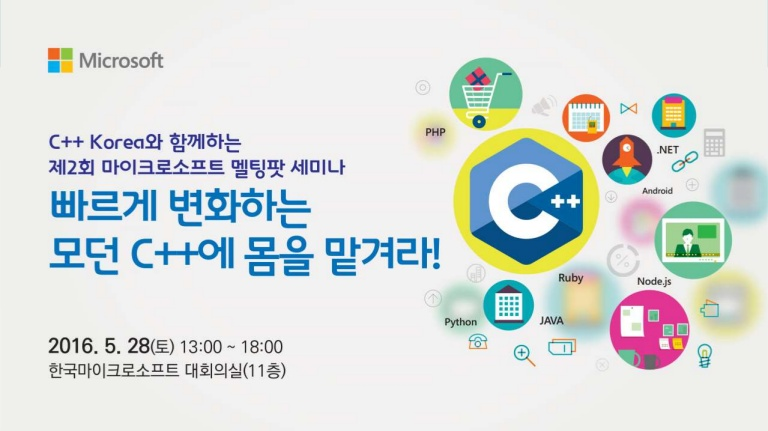 Microsoft
C++ Korea와 함께하는
제2회 마이크로소프트 멜팅팟 세미나
빠르게 변화하는
모던 C++에 몸을 맡겨라!
2016. 5. 28(토) 13:00 ~ 18:00
한국마이크로소프트 대회의실(11층)
PHP
.NET
Android
C++
Ruby
Node.js
Python
JAVA